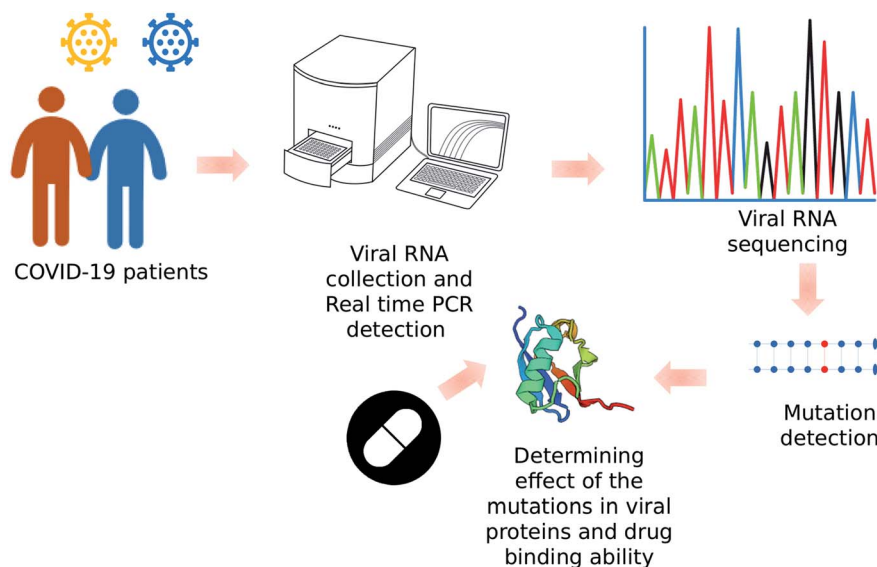 COVID-19 patients
Viral RNA
collection and
Real time PCR
detection
Viral RNA
sequencing
Mutation
detection
Determining
effect of the
mutations in viral
proteins and drug
binding ability